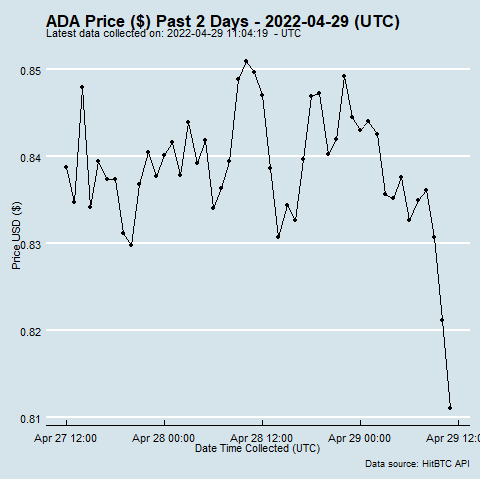 ADA Price ($) Past 2 Days - 2022-04-29 (UTC)
Latest data collected on: 2022-04-29 11:04:19 - UTC
0.85
0.84
0.83
0.82
0.81
Price USD ($)
Apr 27 12:00 Apr 28 00:00 Apr 28 12:00 Apr 29 00:00 Apr 29 12:
Date Time Collected (UTC)
Data source: HitBTC API